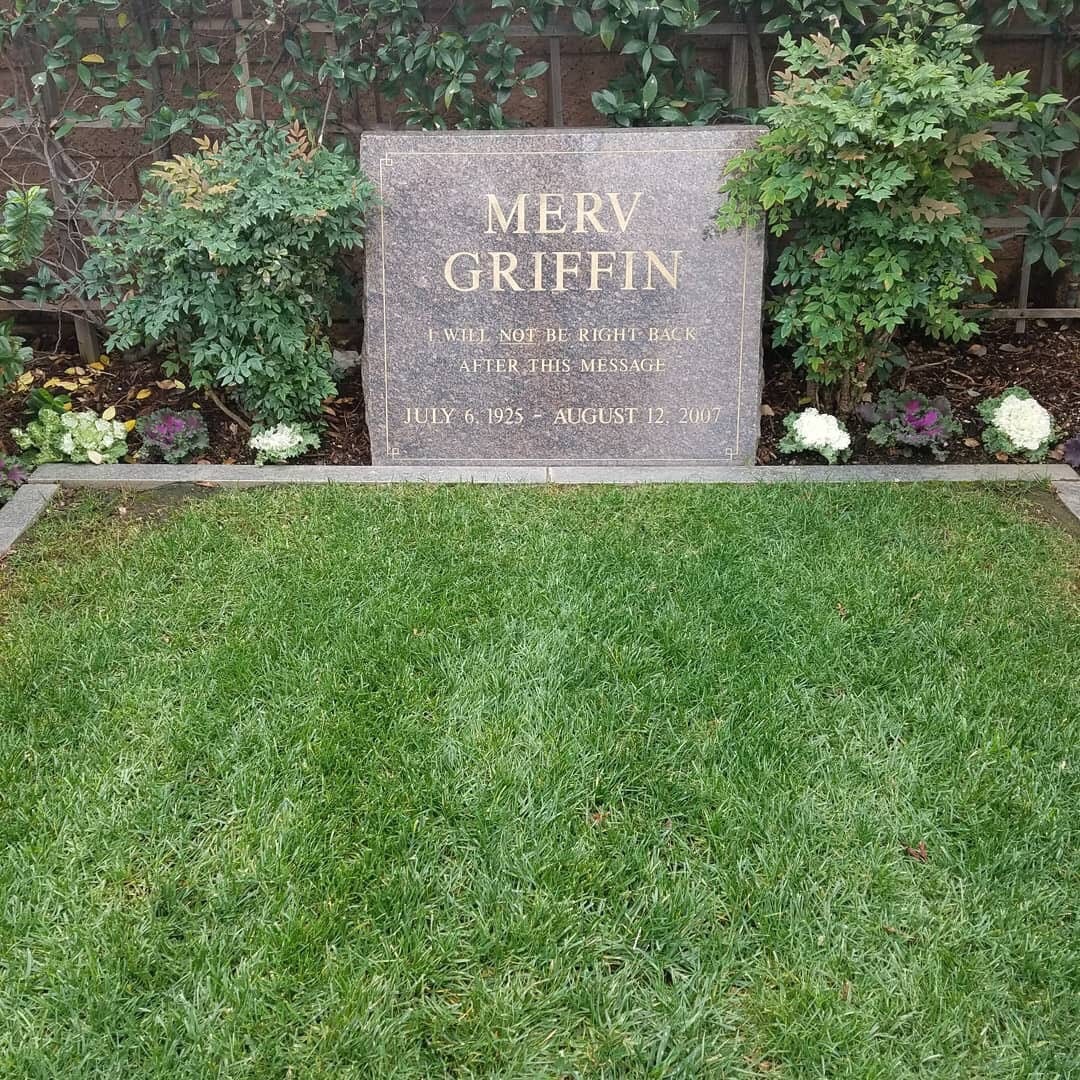 MERV
GRIFFIN
I WILL NOT BE RIGHT BACK
AFTER THIS MESSAGE
JULY 6, 1925 - AUGUST 12, 2007